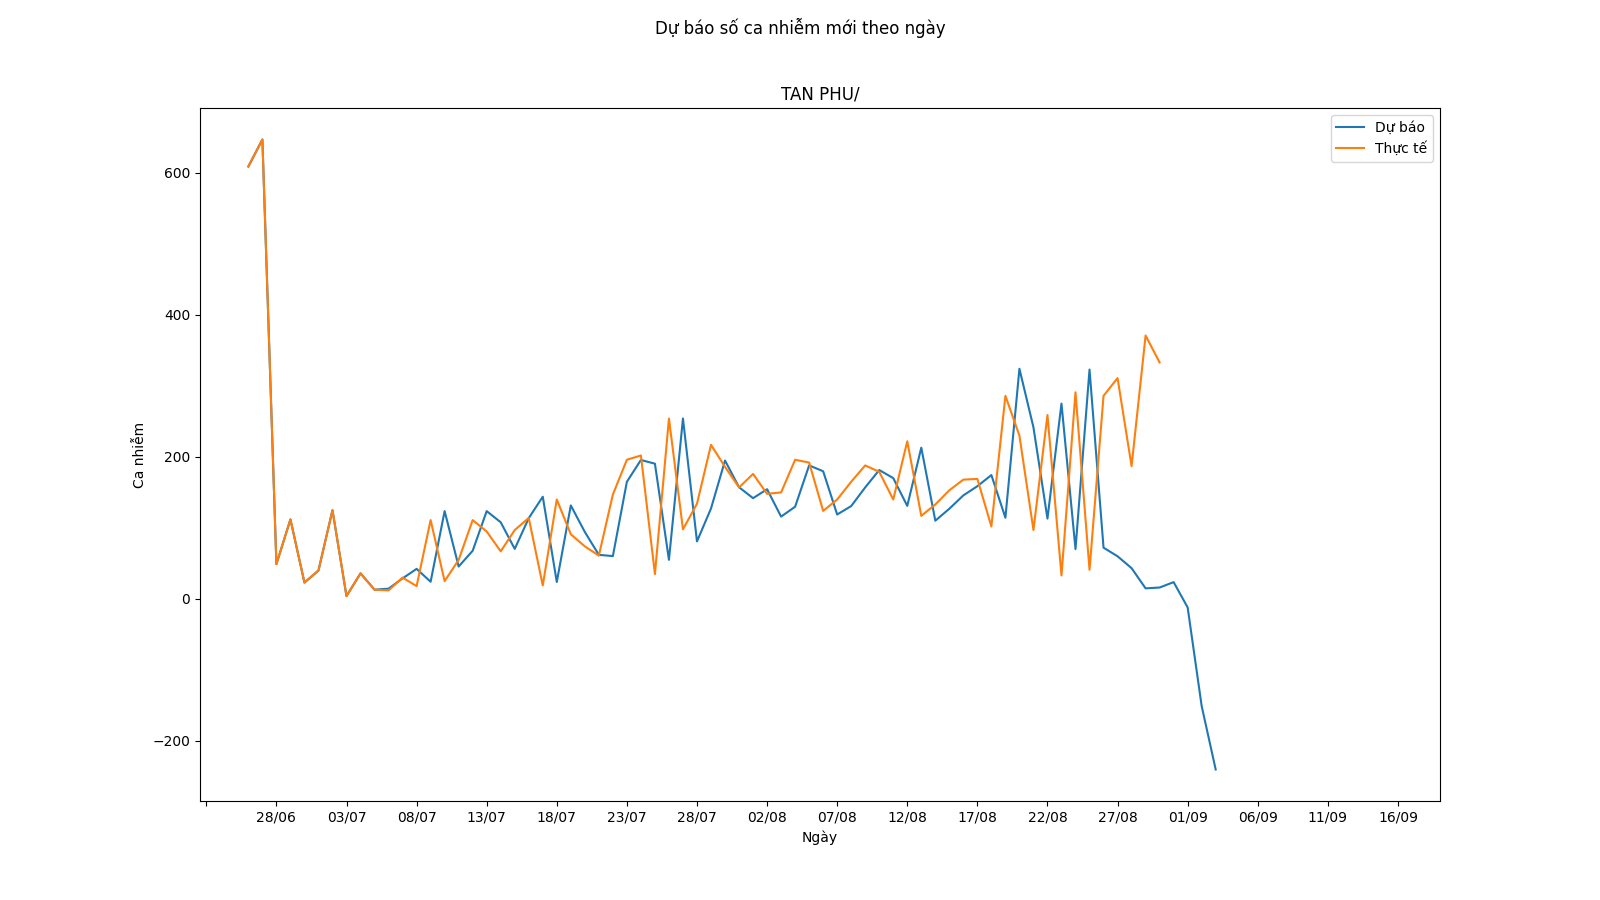 Dự báo số ca nhiễm mới theo ngày
TAN PHU/
Dự báo
Thực tế
600
400
200
0
−200
Ca nhiễm
28/06 03/07 08/07 13/07 18/07 23/07 28/07 02/08 07/08 12/08 17/08 22/08 27/08 01/09 06/09 11/09 16/09
Ngày